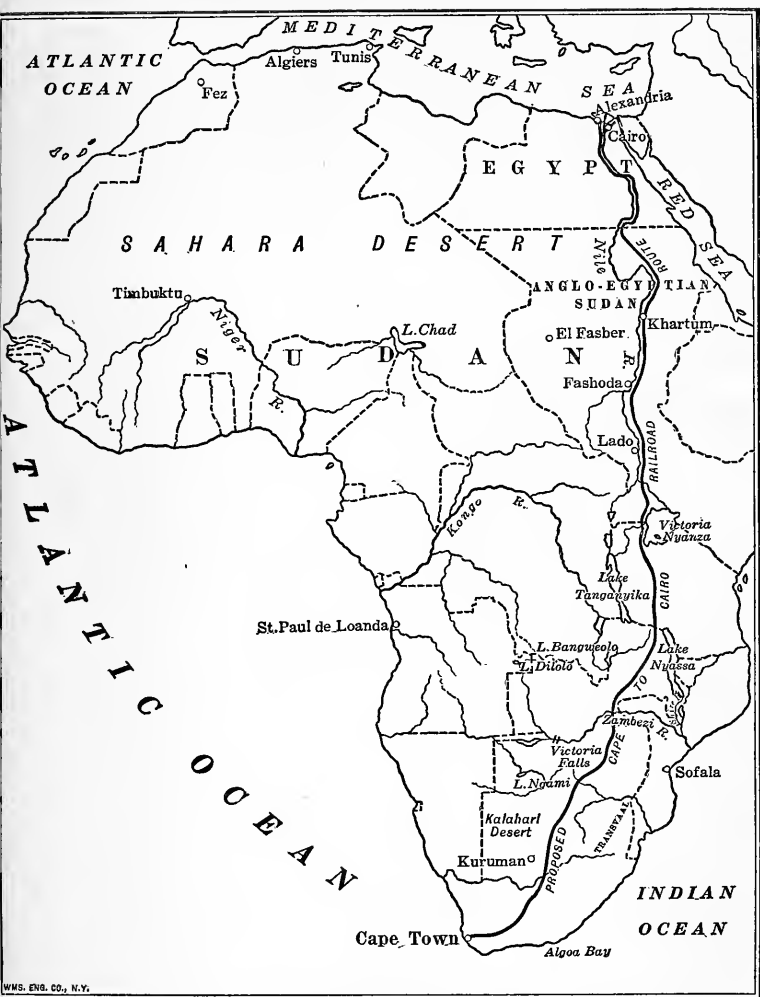 MEDITERRANEAN SEA
ATLANTIC
OCEAN
Algiers
Tunis
Fez
Alexandria
Cairo
EGYPT
RED SEA
SAHARA DESERT
Nile R.
ANGLO-EGYPTIAN
SUDAN
Timbuktu
Niger R.
L.Chad
El Fasber
Khartum
SUDAN
Fashoda
Lado
ATLANTIC OCEAN
Kongo R.
Victoria
Nyanza
Lake
Tanganyika
St.Paul de Loanda
L.Bangweolo
L.Dilolo
Lake
Nyassa
Zambezi R.
Victoria
Falls
L.Ngami
Sofala
Kalaharl
Desert
TRANSVAAL
Kuruman
PROPOSED CAPE TO CAIRO RAILROAD ROUTE
INDIAN
OCEAN
Cape Town
Algoa Bay
WMS. ENG. CO., N.Y.